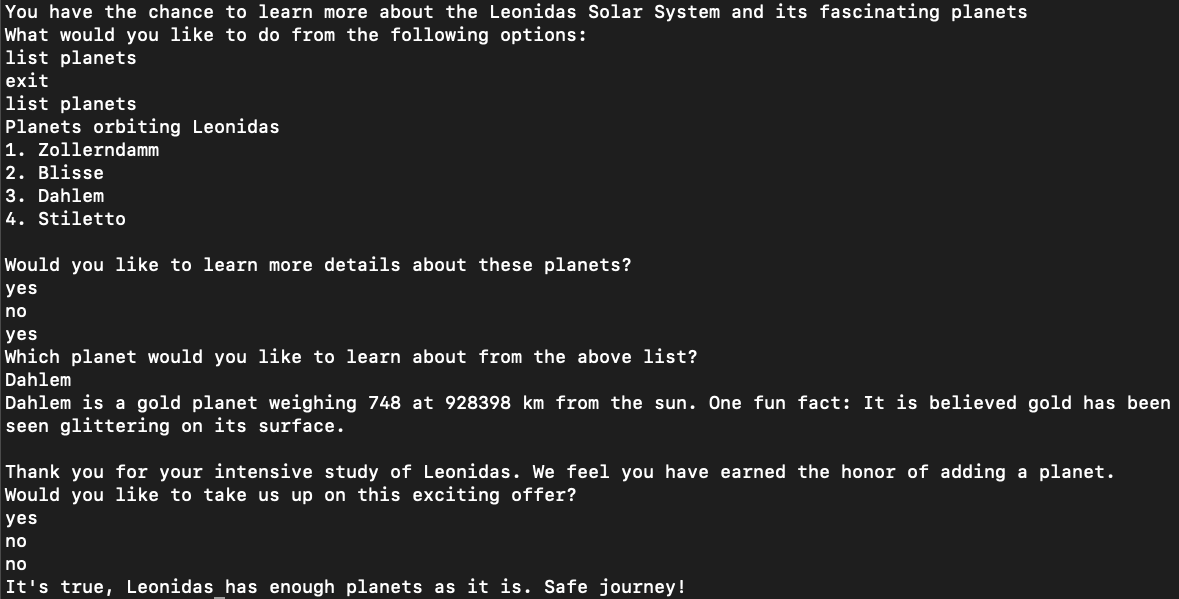 You have the chance to learn more about the Leonidas Solar System and its fascinating planets
What would you like to do from the following options:
list planets
exit
list planets
Planets orbiting Leonidas
1. Zollerndamm
2. Blisse
3. Dahlem
4. Stiletto
Would you like to learn more details about these planets?
yes
no
yes
Which planet would you like to learn about from the above list?
Dahlem
Dahlem is a gold planet weighing 748 at 928398 km from the sun. One fun fact: It is believed gold has been
seen glittering on its surface.
Thank you for your intensive study of Leonidas. We feel you have earned the honor of adding a planet.
Would you like to take us up on this exciting offer?
yes
no
no
It's true, Leonidas has enough planets as it is. Safe journey!